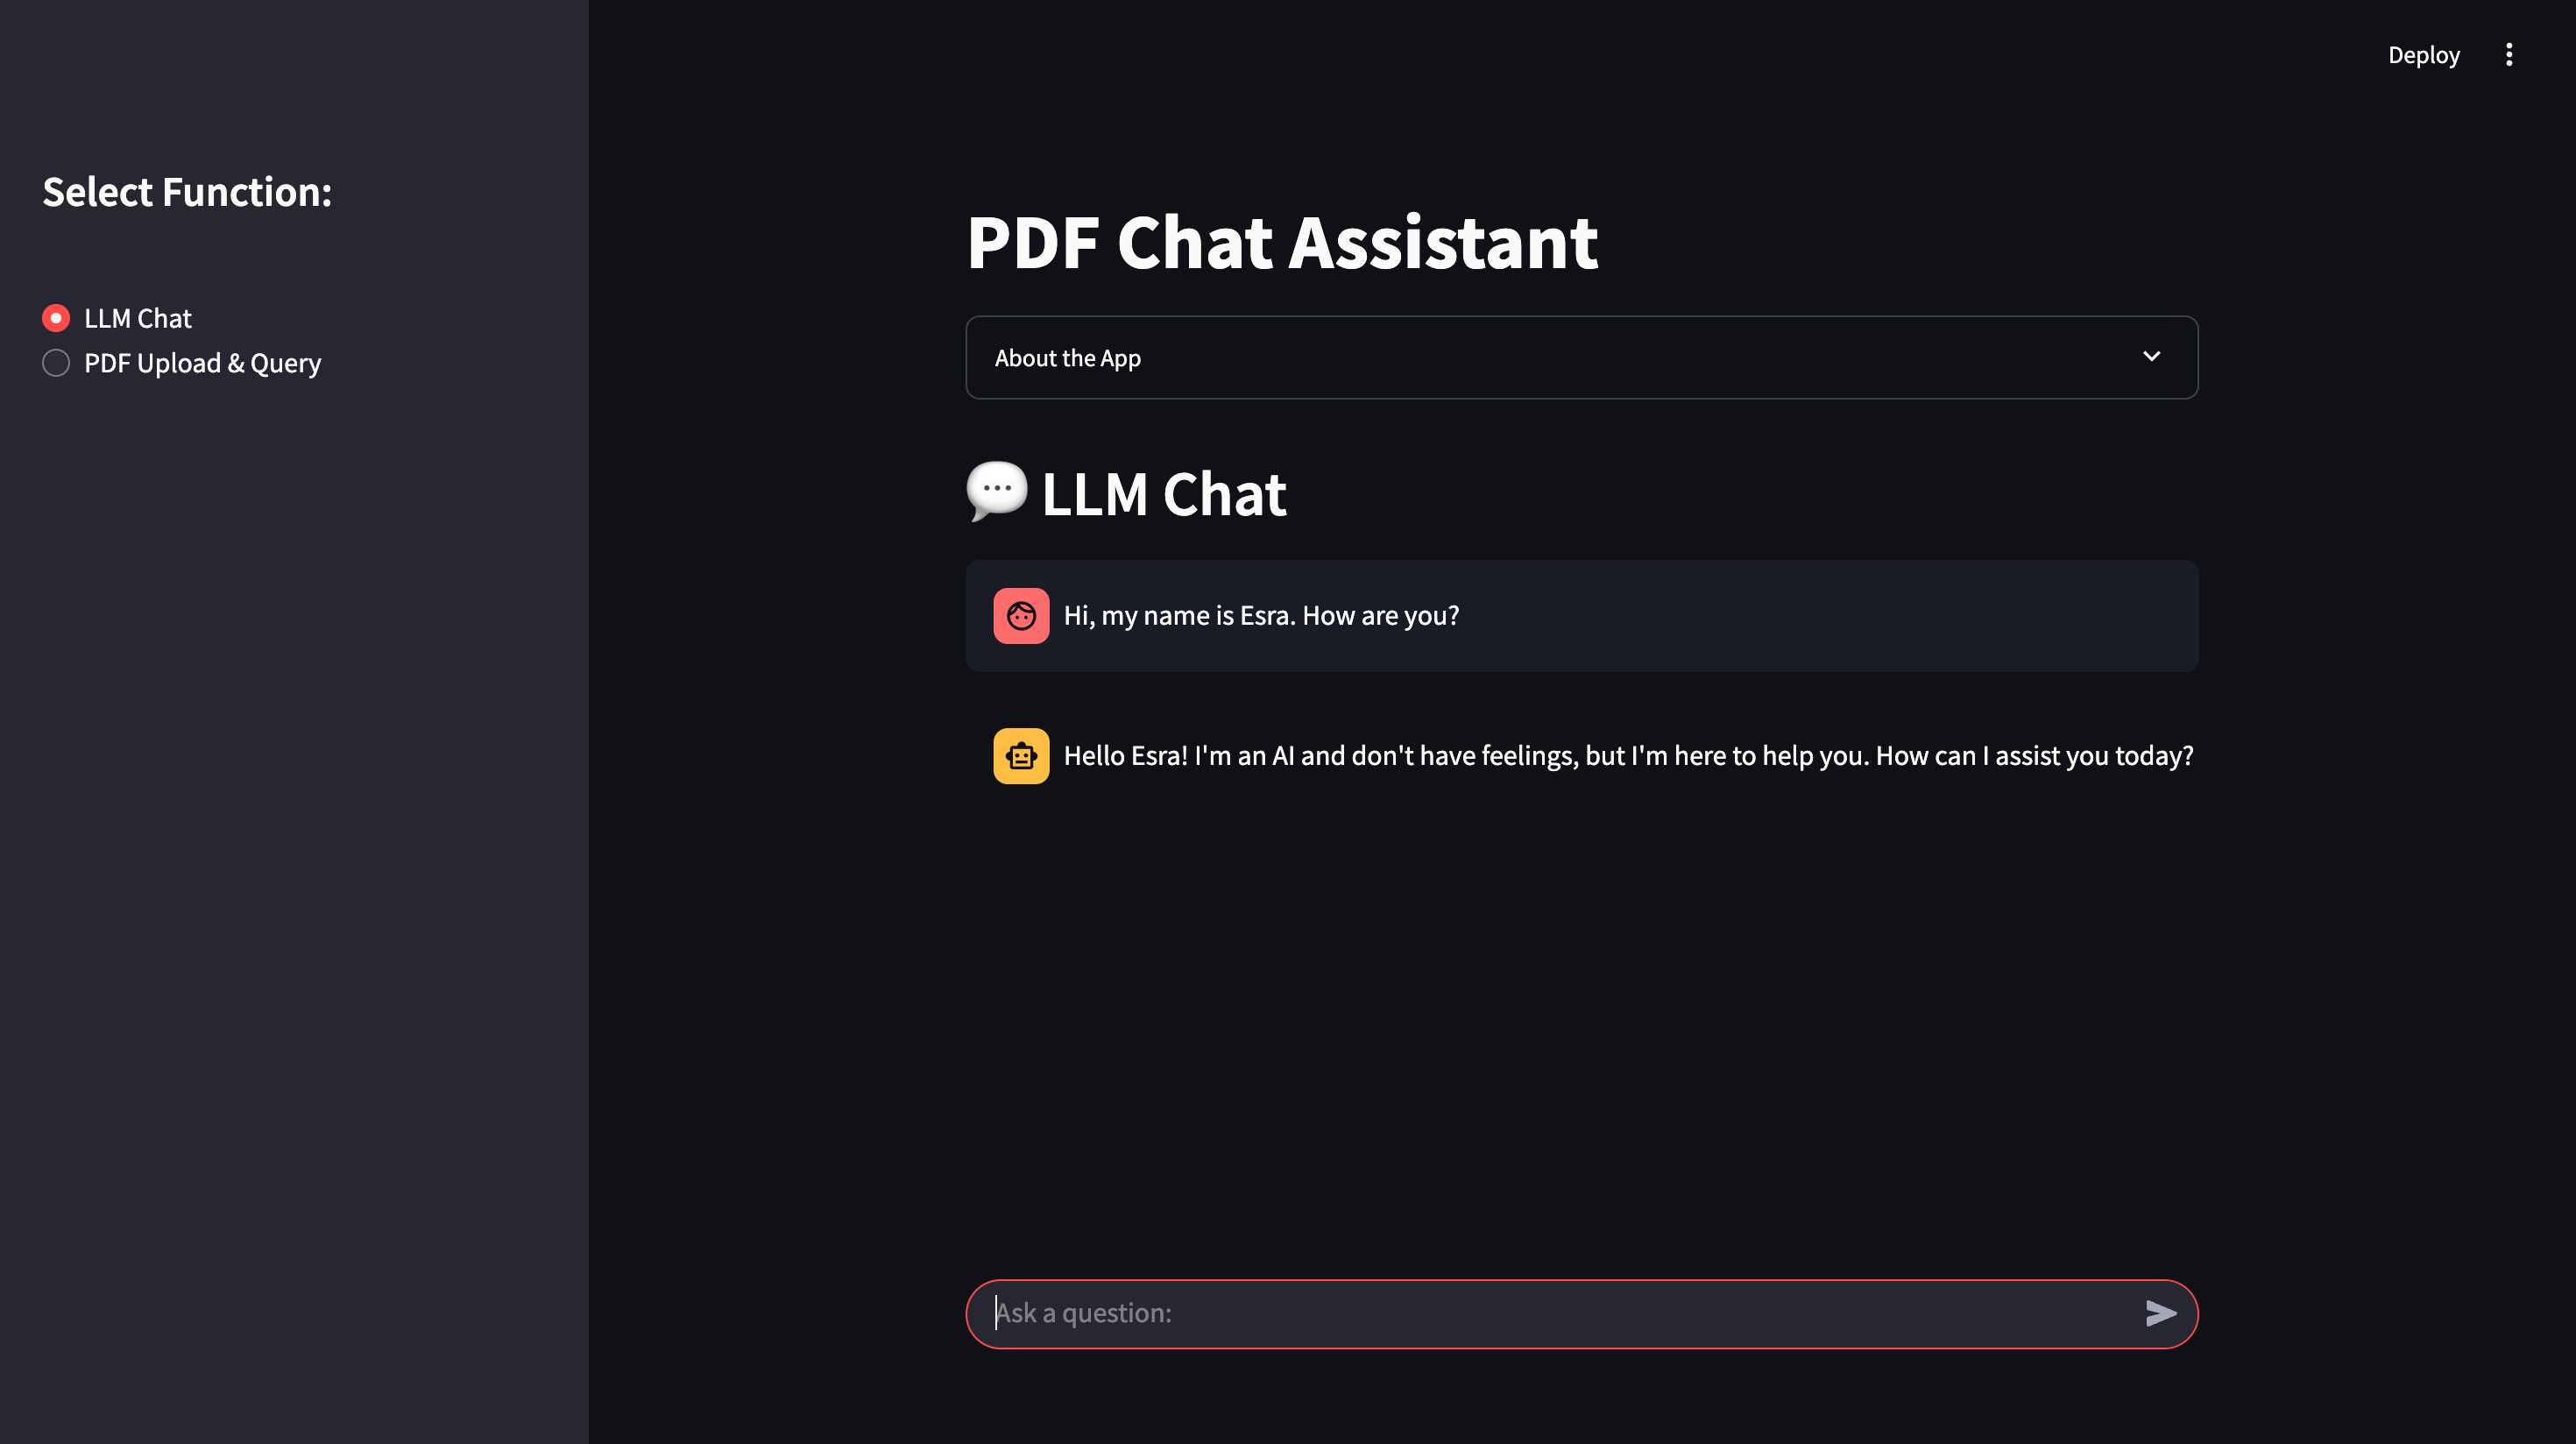 Deploy
Select Function:
LLM Chat
PDF Upload & Query
PDF Chat Assistant
About the App
💬 LLM Chat
Hi, my name is Esra. How are you?
Hello Esra! I'm an AI and don't have feelings, but I'm here to help you. How can I assist you today?
Ask a question: